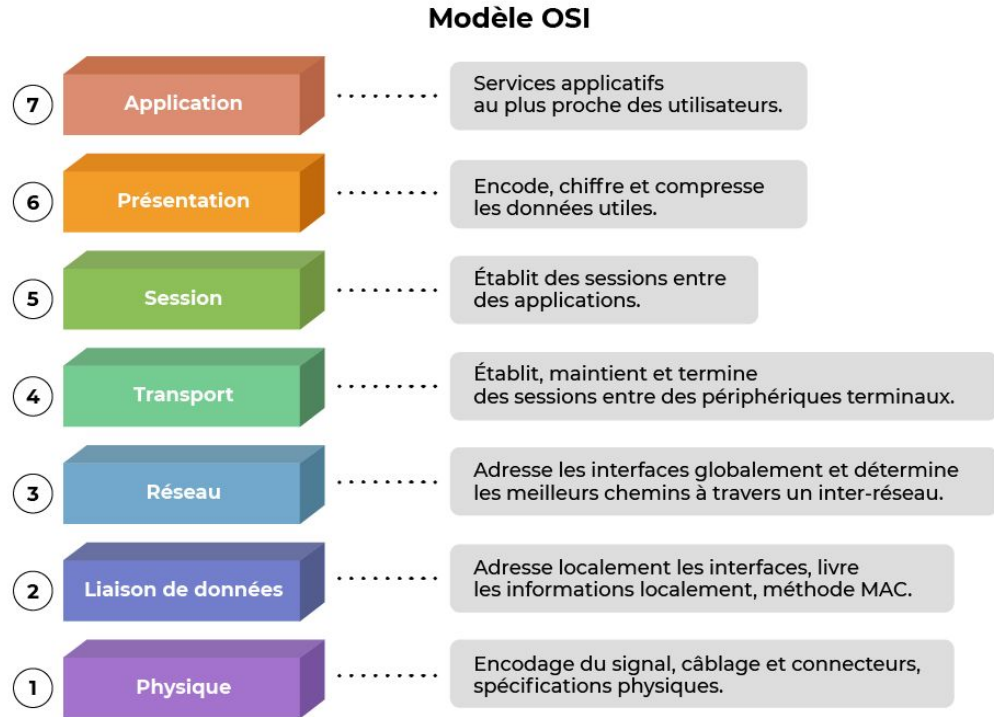 Modèle OSI
7
Application
Services applicatifs
au plus proche des utilisateurs.
6
Présentation
Encode, chiffre et compresse
les données utiles.
5
Session
Établit des sessions entre
des applications.
4
Transport
Établit, maintient et termine
des sessions entre des périphériques terminaux.
3
Réseau
Adresse les interfaces globalement et détermine
les meilleurs chemins à travers un inter-réseau.
2
Liaison de données
Adresse localement les interfaces, livre
les informations localement, méthode MAC.
1
Physique
Encodage du signal, câblage et connecteurs,
spécifications physiques.